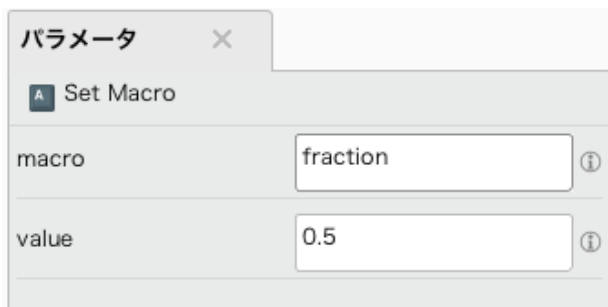 パラメータ ×
A Set Macro
macro fraction
value 0.5